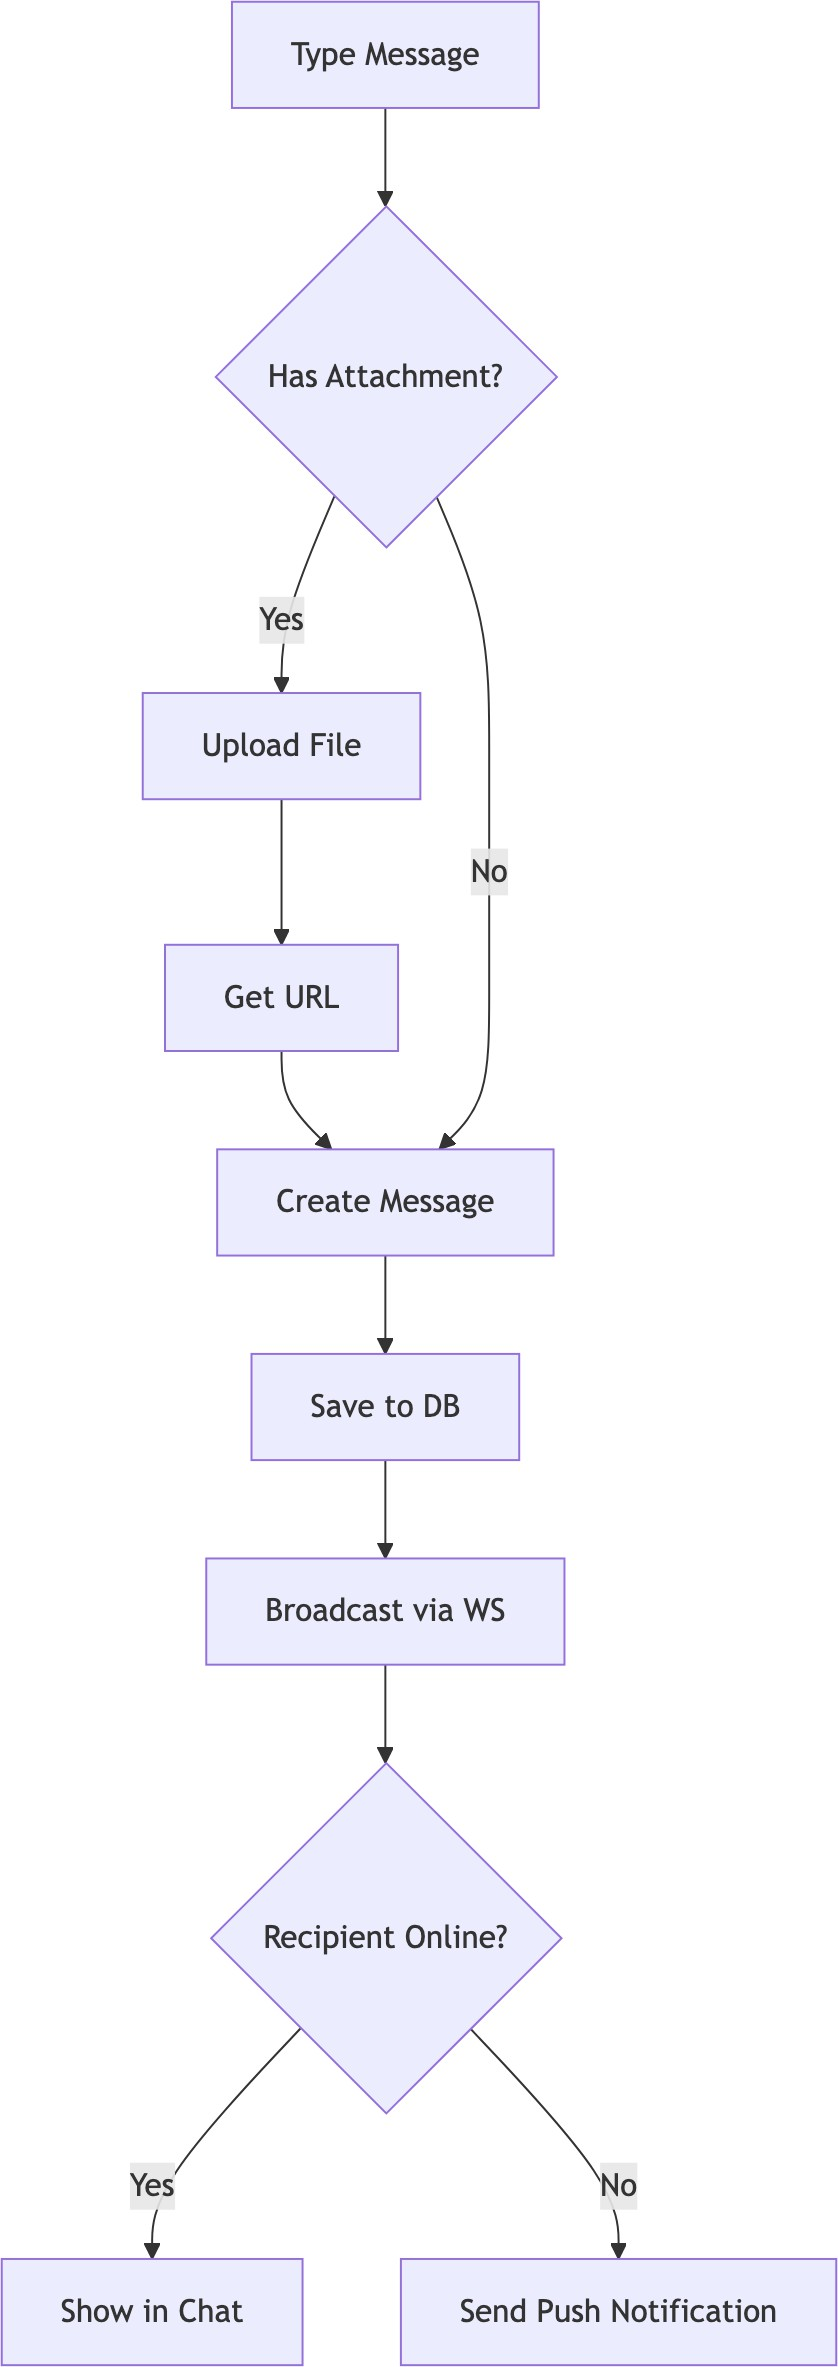 Type Message
Has Attachment?
Yes
Upload File
No
Get URL
Create Message
Save to DB
Broadcast via WS
Recipient Online?
Yes
No
Show in Chat
Send Push Notification